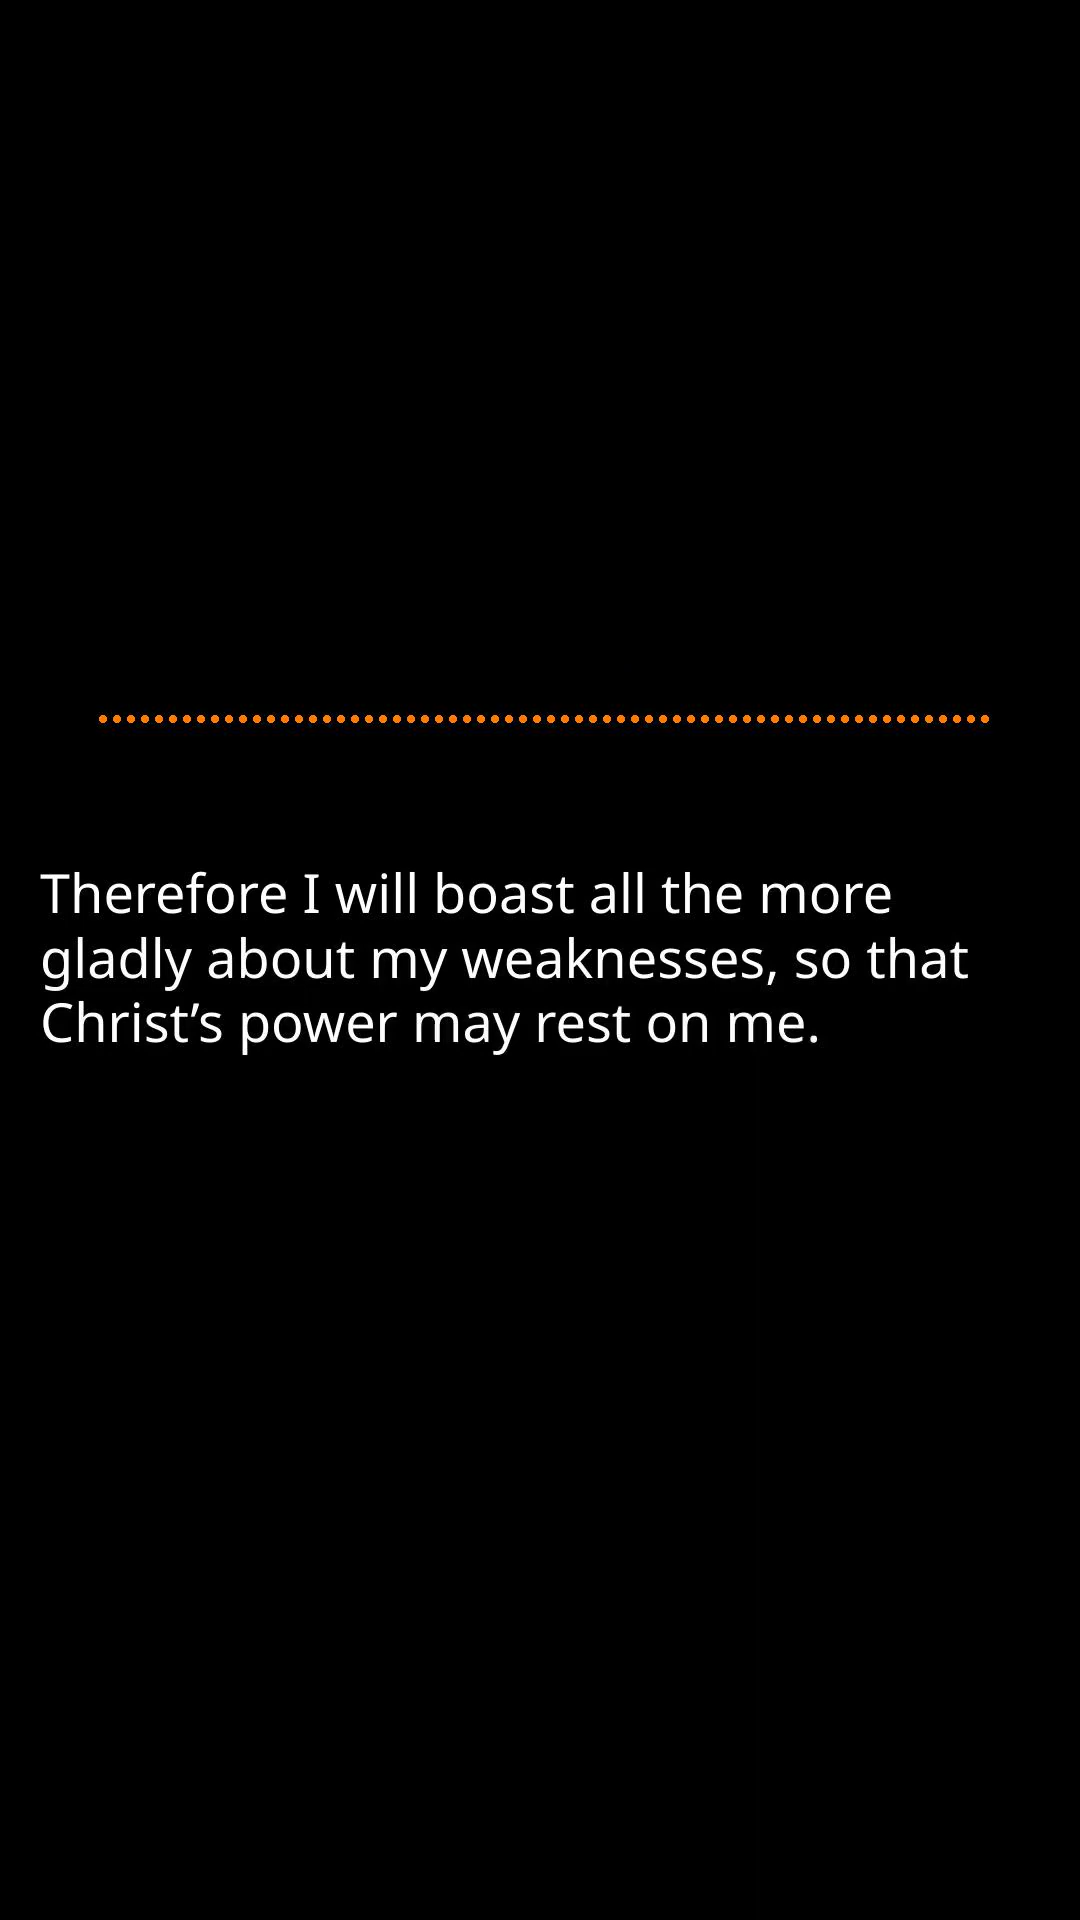 Therefore I will boast all the more
gladly about my weaknesses, so that
Christ’s power may rest on me.